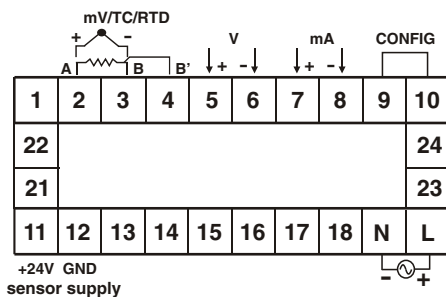 mV/TC/RTD
+ - V mA CONFIG
A B B' + - + -
1 2 3 4 5 6 7 8 9 10
22 24
21 23
11 12 13 14 15 16 17 18 N L
+24V GND - +
sensor supply